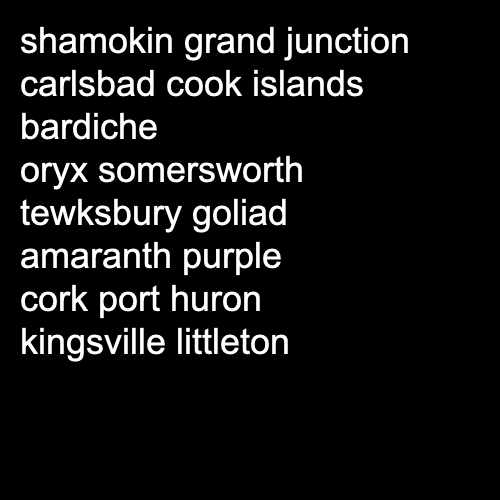 shamokin grand junction
carlsbad cook islands
bardiche
oryx somersworth
tewksbury goliad
amaranth purple
cork port huron
kingsville littleton